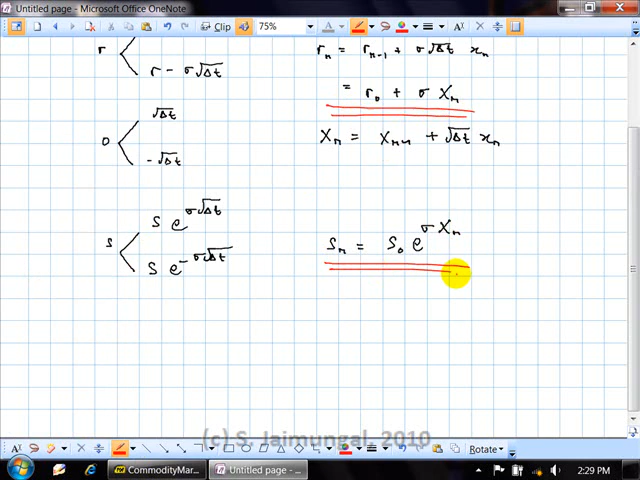 Untitled page - Microsoft Office OneNote
Clip
75%
r
r - σ√Δt
r_n = r_{n-1} + σ√Δt x_n
= r_0 + σ X_n
X_n = X_{n-1} + √Δt x_n
0
√Δt
-√Δt
S
S e^{σ√Δt}
S e^{-σ√Δt}
S_n = S_0 e^{σ X_n}
(c) S. Jaimungal, 2010
Rotate
CommodityMar...
Untitled page - ...
2:29 PM